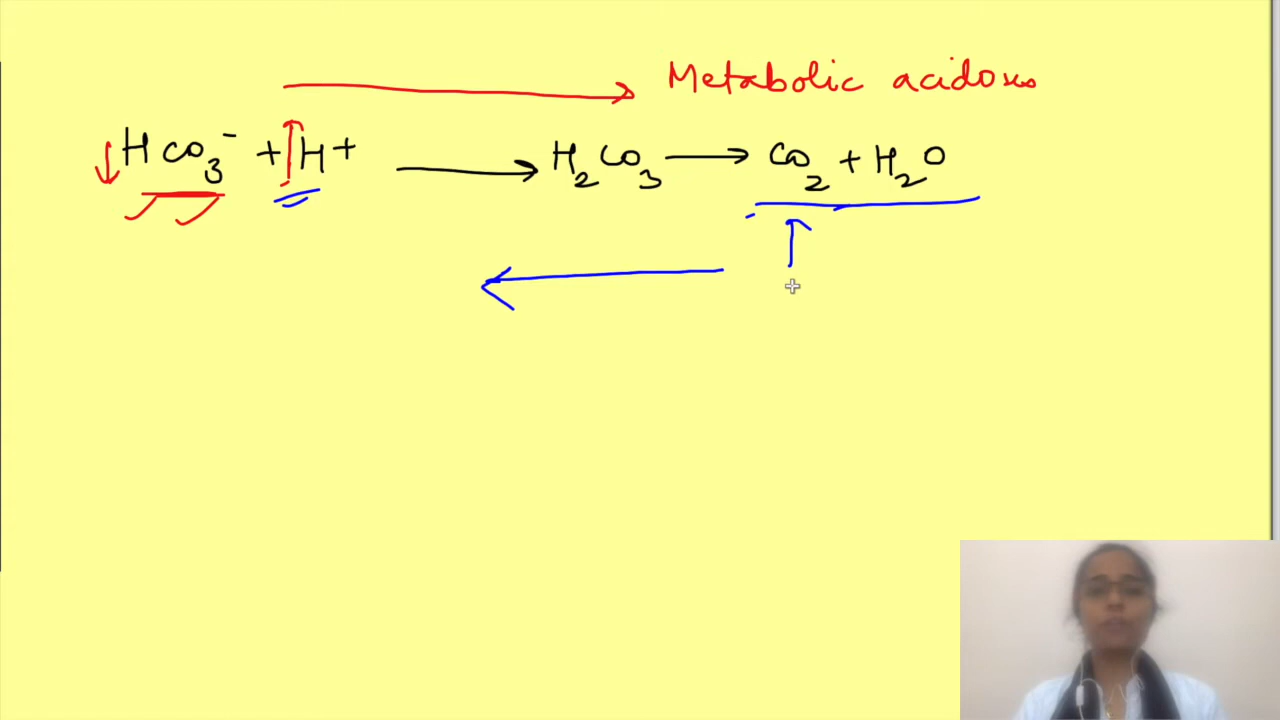 Metabolic acidosis
↓HCO₃⁻ + ↑H+ → H₂CO₃ → CO₂ + H₂O